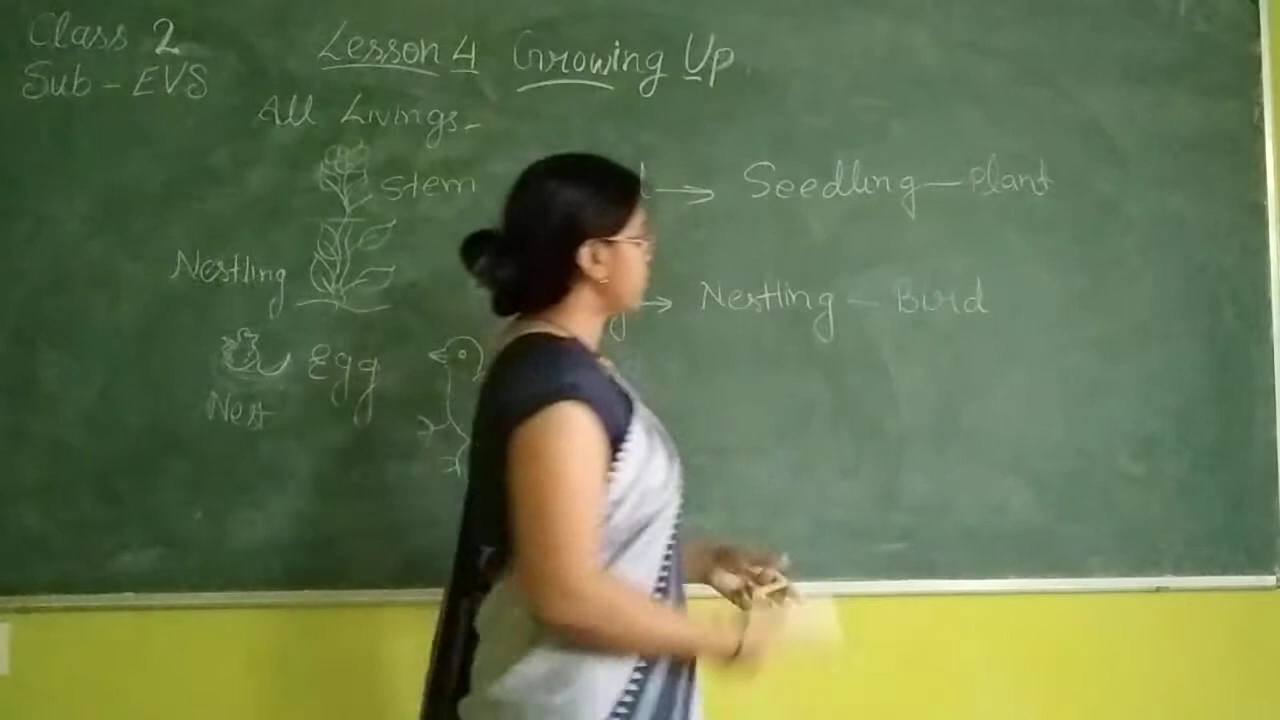 Class 2
Sub - EVS
Lesson 4 Growing Up
All Livings -
Stem
Seedling — Plant
Nestling
Nestling — Bird
Egg
Nest